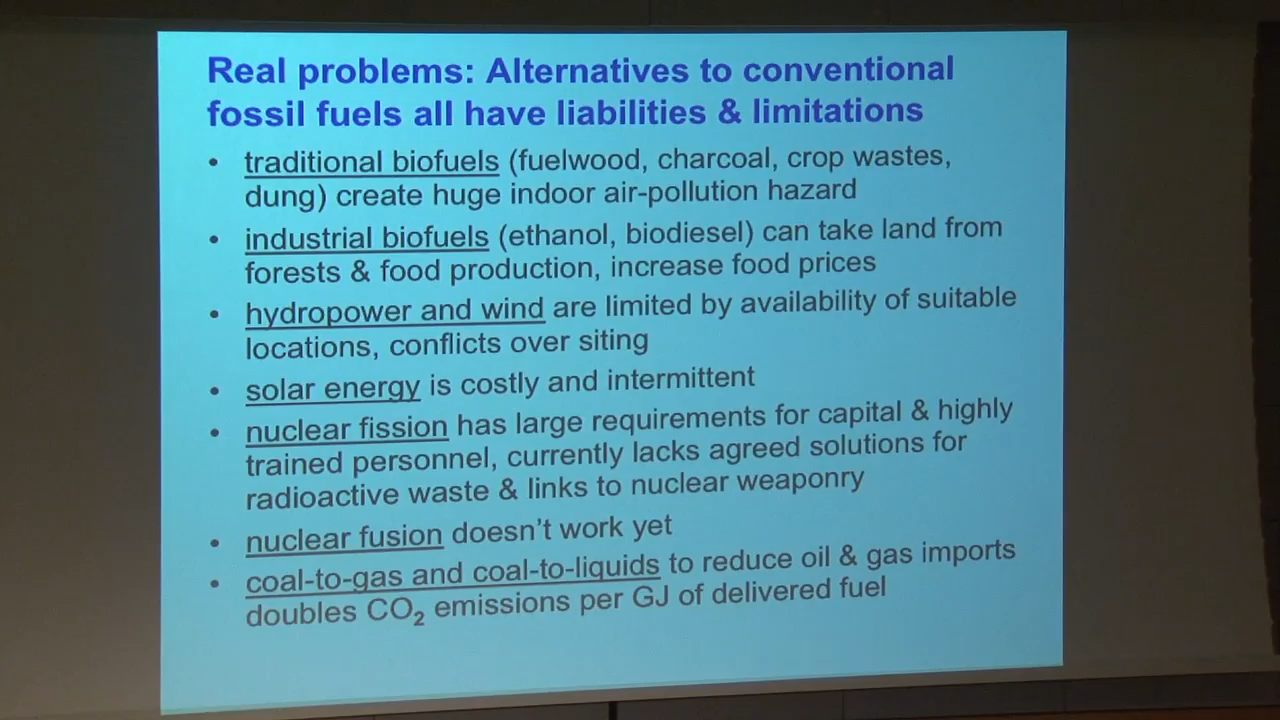 Real problems: Alternatives to conventional
fossil fuels all have liabilities & limitations
• traditional biofuels (fuelwood, charcoal, crop wastes,
dung) create huge indoor air-pollution hazard
• industrial biofuels (ethanol, biodiesel) can take land from
forests & food production, increase food prices
• hydropower and wind are limited by availability of suitable
locations, conflicts over siting
• solar energy is costly and intermittent
• nuclear fission has large requirements for capital & highly
trained personnel, currently lacks agreed solutions for
radioactive waste & links to nuclear weaponry
• nuclear fusion doesn't work yet
• coal-to-gas and coal-to-liquids to reduce oil & gas imports
doubles CO₂ emissions per GJ of delivered fuel